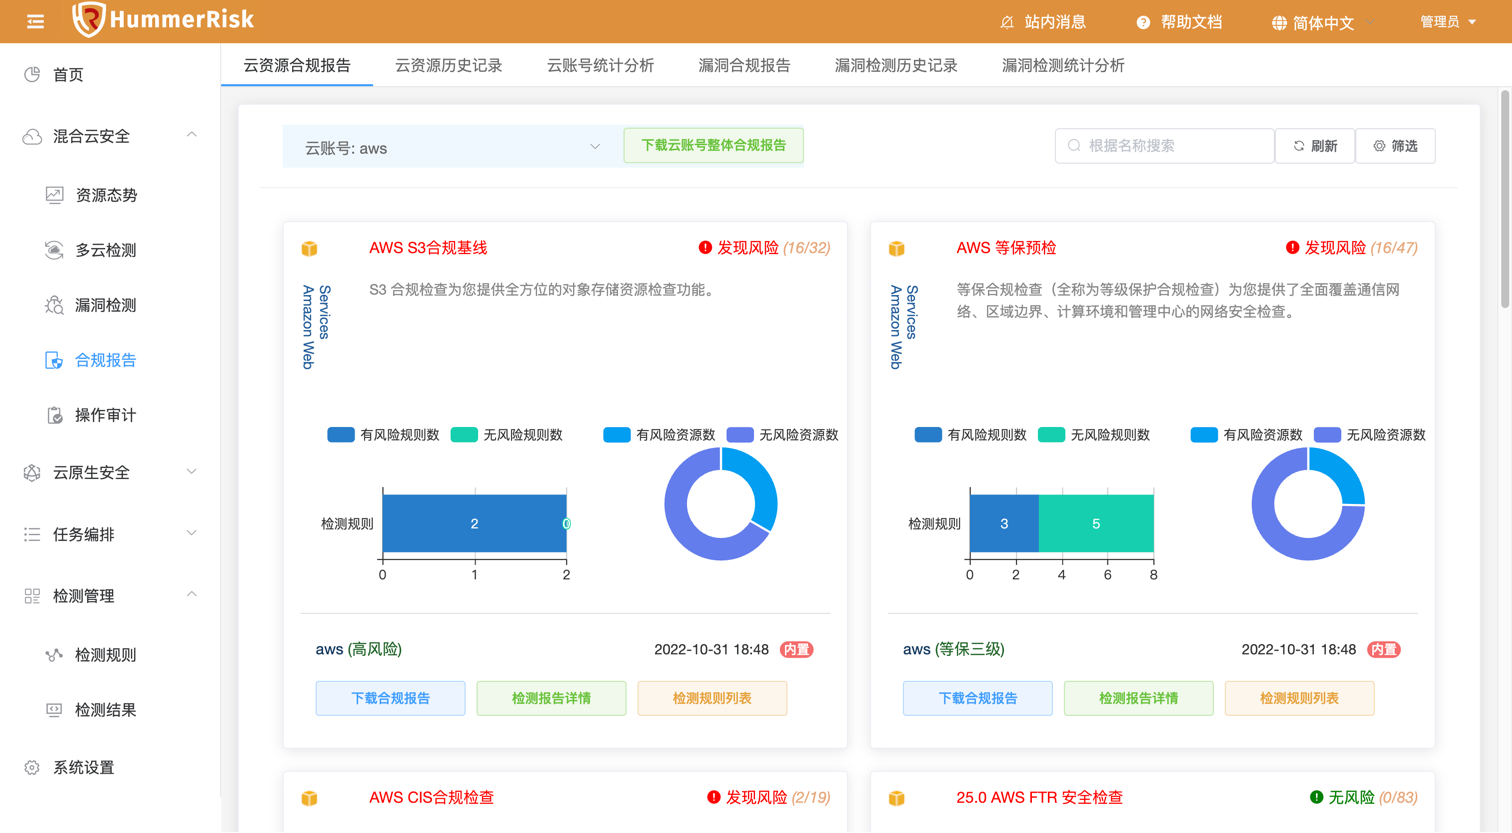 HummerRisk
站内消息
帮助文档
简体中文
管理员
首页
混合云安全
资源态势
多云检测
漏洞检测
合规报告
操作审计
云原生安全
任务编排
检测管理
检测规则
检测结果
系统设置
云资源合规报告
云资源历史记录
云账号统计分析
漏洞合规报告
漏洞检测历史记录
漏洞检测统计分析
云账号: aws
下载云账号整体合规报告
根据名称搜索
刷新
筛选
AWS S3合规基线
发现风险 (16/32)
Amazon Web
Services
S3 合规检查为您提供全方位的对象存储资源检查功能。
有风险规则数
无风险规则数
有风险资源数
无风险资源数
检测规则
2
0
0 1 2
aws (高风险)
2022-10-31 18:48
内置
下载合规报告
检测报告详情
检测规则列表
AWS 等保预检
发现风险 (16/47)
Amazon Web
Services
等保合规检查（全称为等级保护合规检查）为您提供了全面覆盖通信网
络、区域边界、计算环境和管理中心的网络安全检查。
有风险规则数
无风险规则数
有风险资源数
无风险资源数
检测规则
3
5
0 2 4 6 8
aws (等保三级)
2022-10-31 18:48
内置
下载合规报告
检测报告详情
检测规则列表
AWS CIS合规检查
发现风险 (2/19)
25.0 AWS FTR 安全检查
无风险 (0/83)